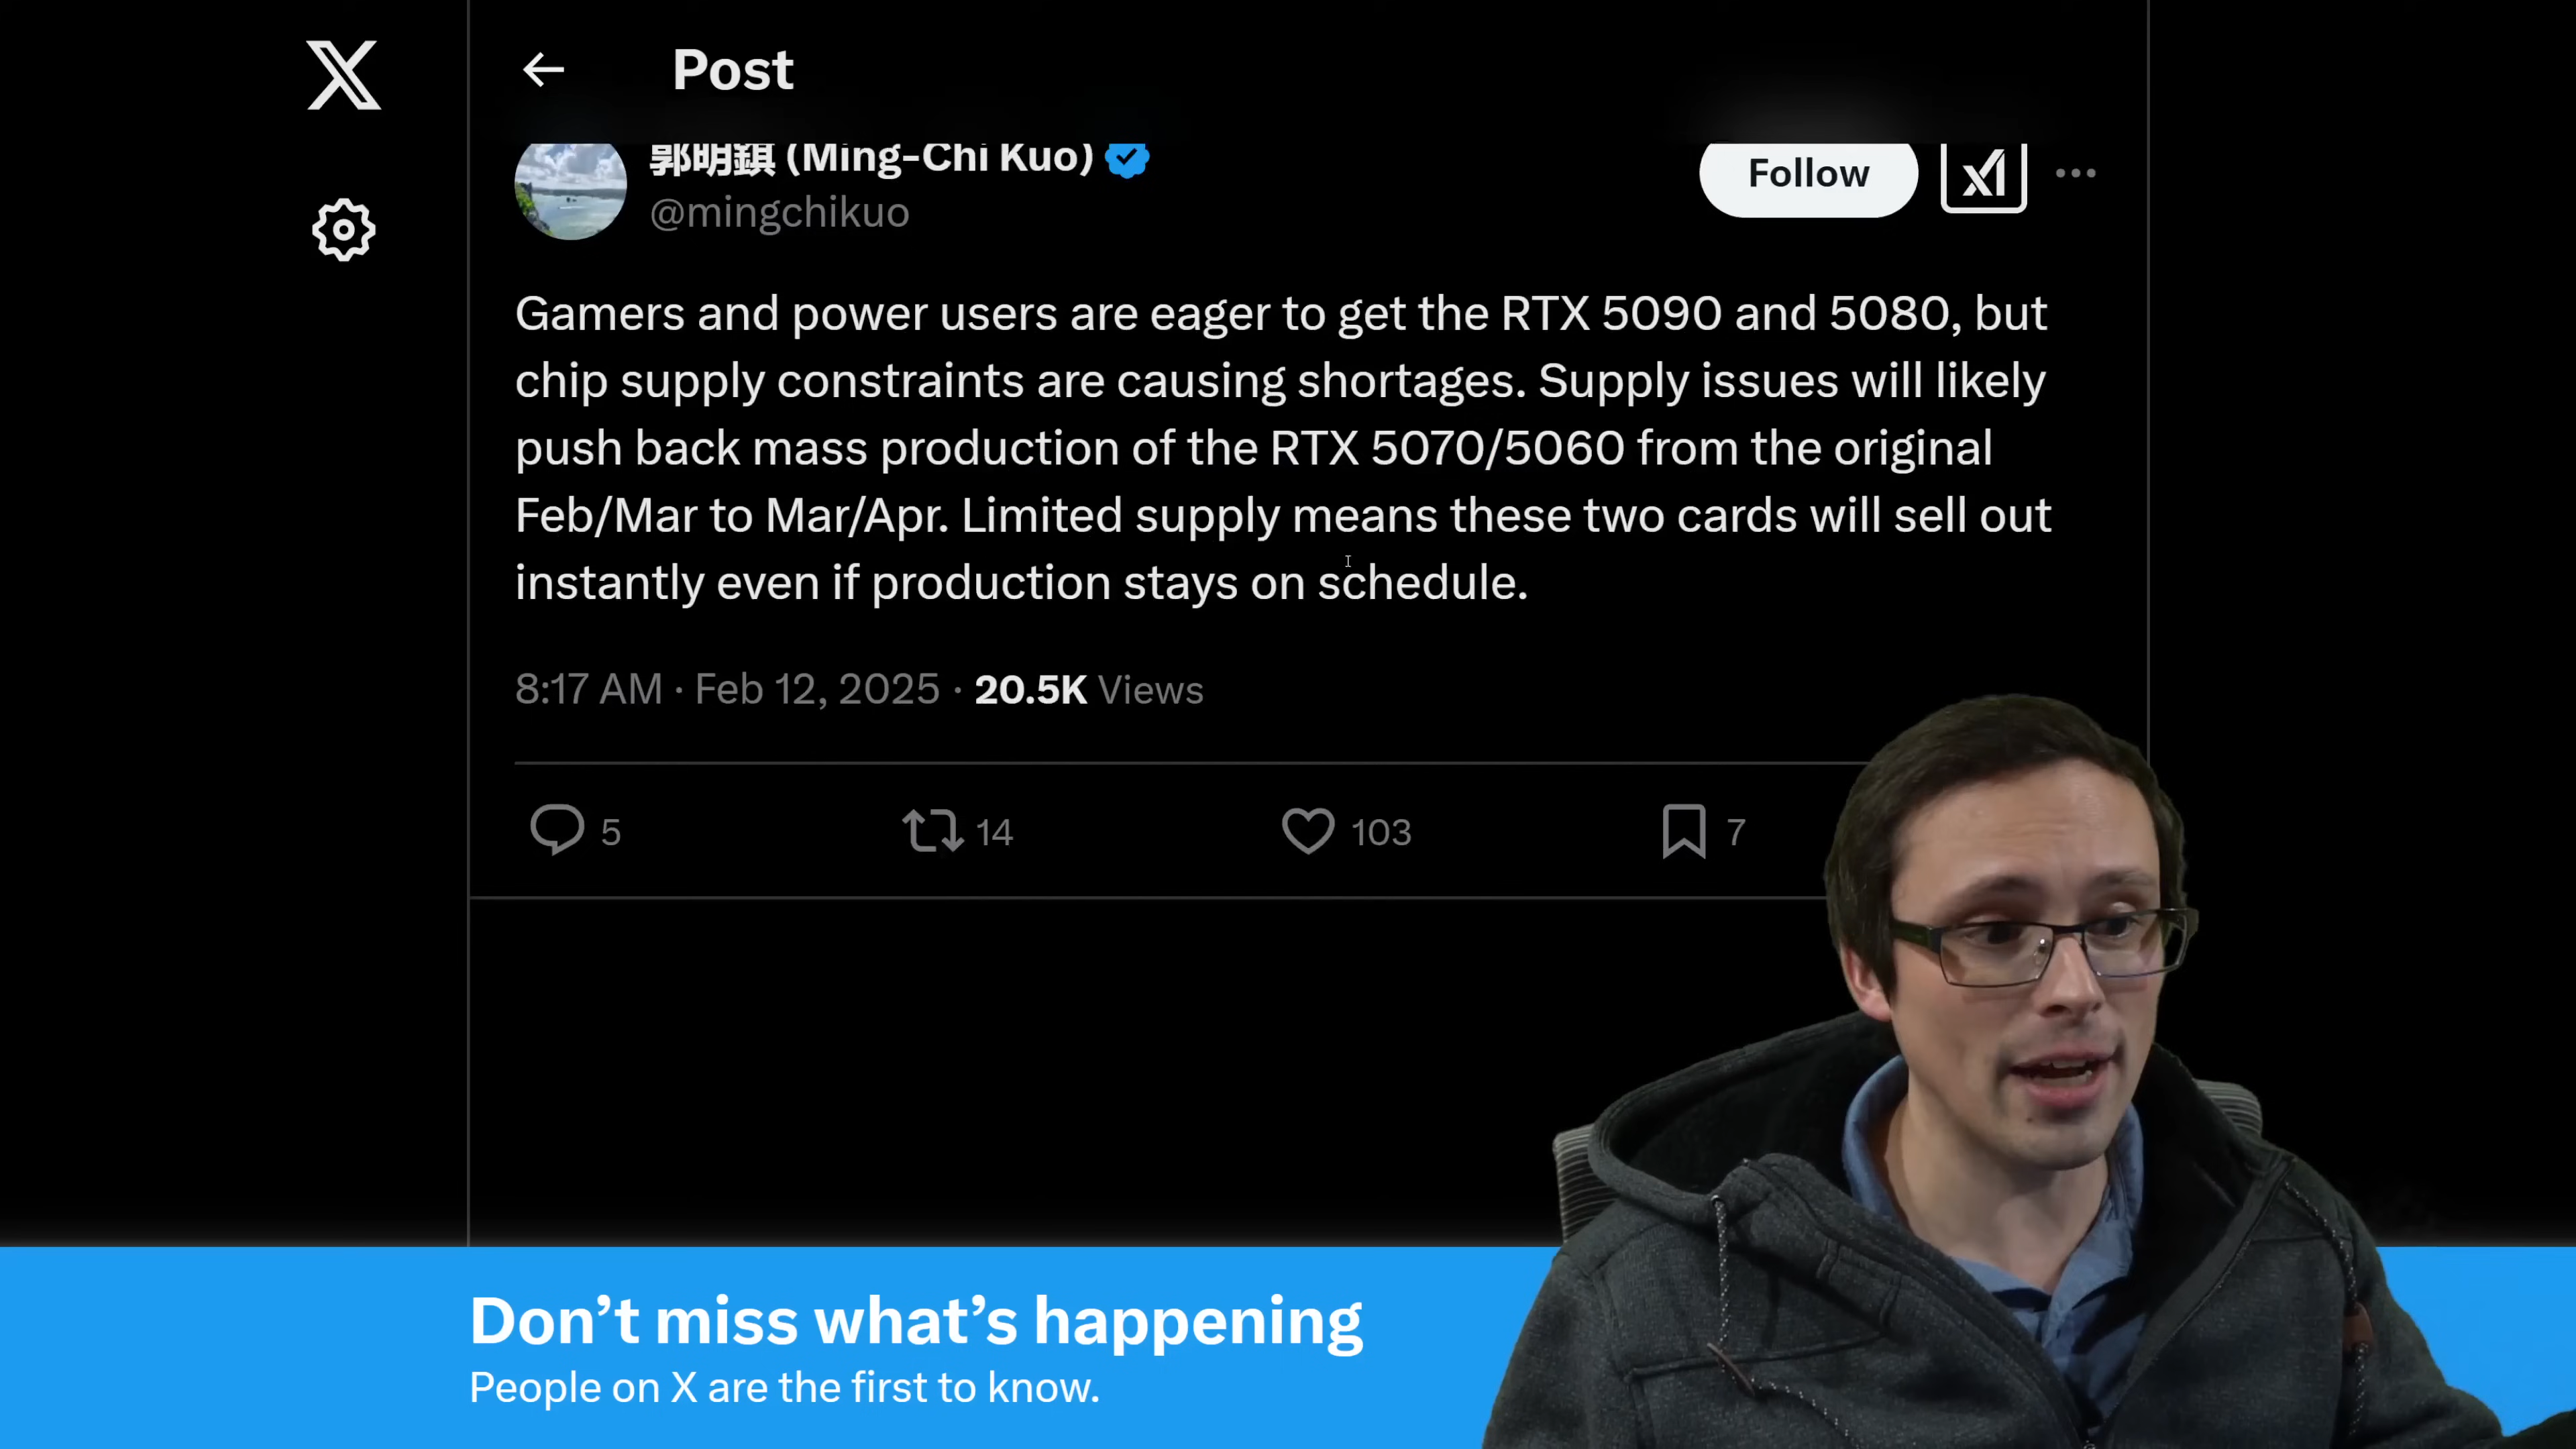 Post
郭明錤 (Ming-Chi Kuo)
@mingchikuo
Follow
Gamers and power users are eager to get the RTX 5090 and 5080, but
chip supply constraints are causing shortages. Supply issues will likely
push back mass production of the RTX 5070/5060 from the original
Feb/Mar to Mar/Apr. Limited supply means these two cards will sell out
instantly even if production stays on schedule.
8:17 AM · Feb 12, 2025 · 20.5K Views
5 14 103 7
Don’t miss what’s happening
People on X are the first to know.